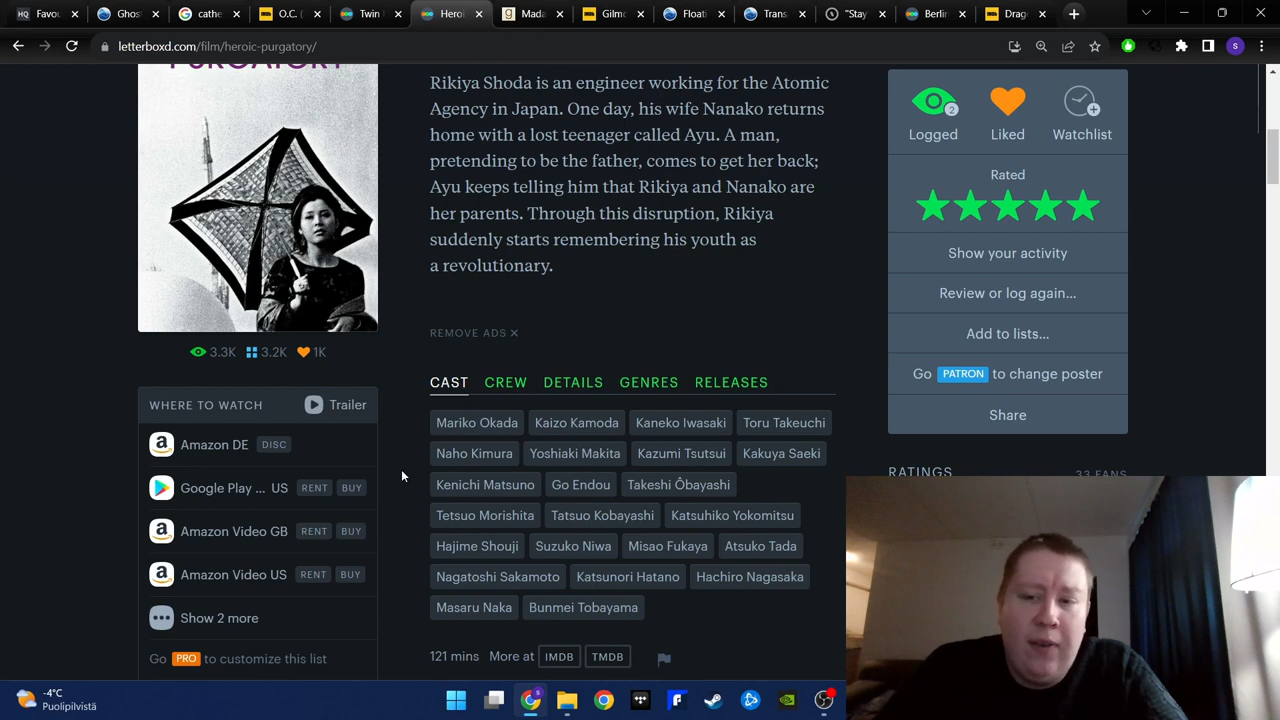 Favou
Ghost
cathe
O.C. (
Twin
Heroi
Mada
Gilmo
Floati
Trans
"Stay
Berlin
Drago
letterboxd.com/film/heroic-purgatory/
S
PURGATORY
Rikiya Shoda is an engineer working for the Atomic
Agency in Japan. One day, his wife Nanako returns
home with a lost teenager called Ayu. A man,
pretending to be the father, comes to get her back;
Ayu keeps telling him that Rikiya and Nanako are
her parents. Through this disruption, Rikiya
suddenly starts remembering his youth as
a revolutionary.
REMOVE ADS ×
3.3K 3.2K 1K
WHERE TO WATCH Trailer
Amazon DE DISC
Google Play ... US RENT BUY
Amazon Video GB RENT BUY
Amazon Video US RENT BUY
Show 2 more
Go PRO to customize this list
CAST CREW DETAILS GENRES RELEASES
Mariko Okada Kaizo Kamoda Kaneko Iwasaki Toru Takeuchi
Naho Kimura Yoshiaki Makita Kazumi Tsutsui Kakuya Saeki
Kenichi Matsuno Go Endou Takeshi Ôbayashi
Tetsuo Morishita Tatsuo Kobayashi Katsuhiko Yokomitsu
Hajime Shouji Suzuko Niwa Misao Fukaya Atsuko Tada
Nagatoshi Sakamoto Katsunori Hatano Hachiro Nagasaka
Masaru Naka Bunmei Tobayama
121 mins More at IMDB TMDB
2
Logged Liked Watchlist
Rated
Show your activity
Review or log again...
Add to lists...
Go PATRON to change poster
Share
RATINGS 33 FANS
-4°C
Puolipilvistä